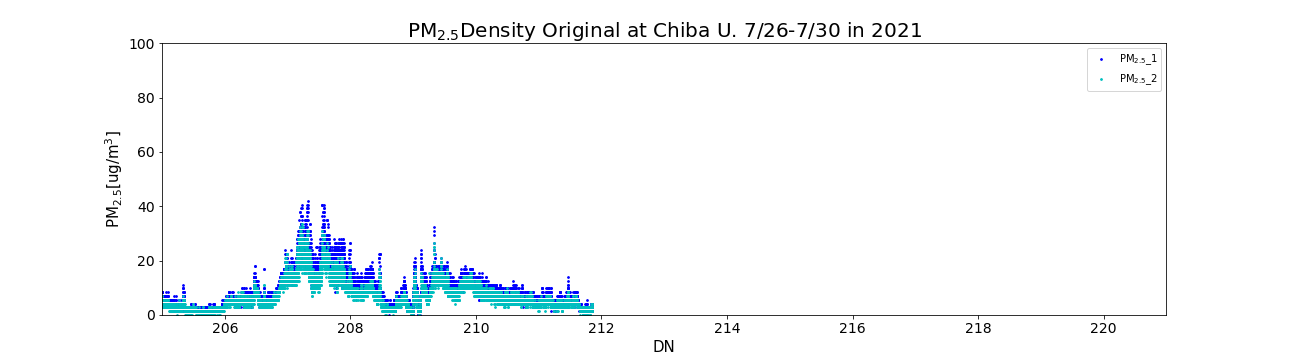 PM2.5Density Original at Chiba U. 7/26-7/30 in 2021
PM2.5_1
PM2.5_2
100
80
60
40
20
0
PM2.5[ug/m3]
206 208 210 212 214 216 218 220
DN